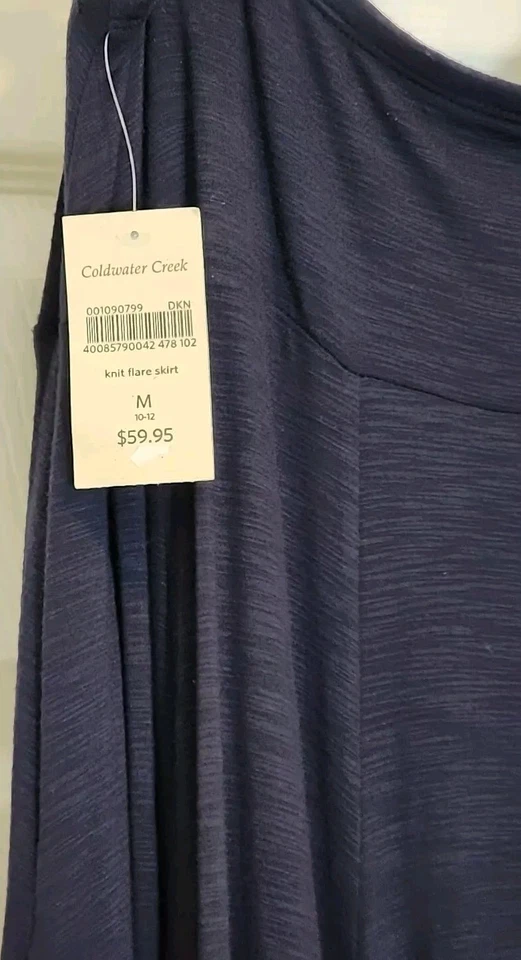 Coldwater Creek
001090799 DKN
40085790042 478 102
knit flare skirt
M
10-12
$59.95